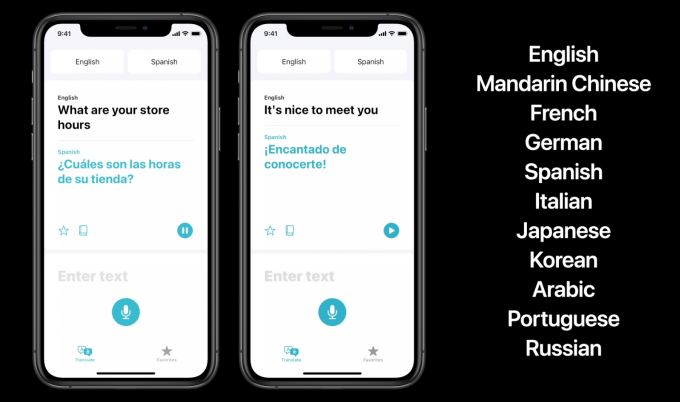 9:41
English
Spanish
English
What are your store
hours
Spanish
¿Cuáles son las horas
de su tienda?
Enter text
Translate
Favorites
9:41
English
Spanish
English
It's nice to meet you
Spanish
¡Encantado de
conocerte!
Enter text
Translate
Favorites
English
Mandarin Chinese
French
German
Spanish
Italian
Japanese
Korean
Arabic
Portuguese
Russian